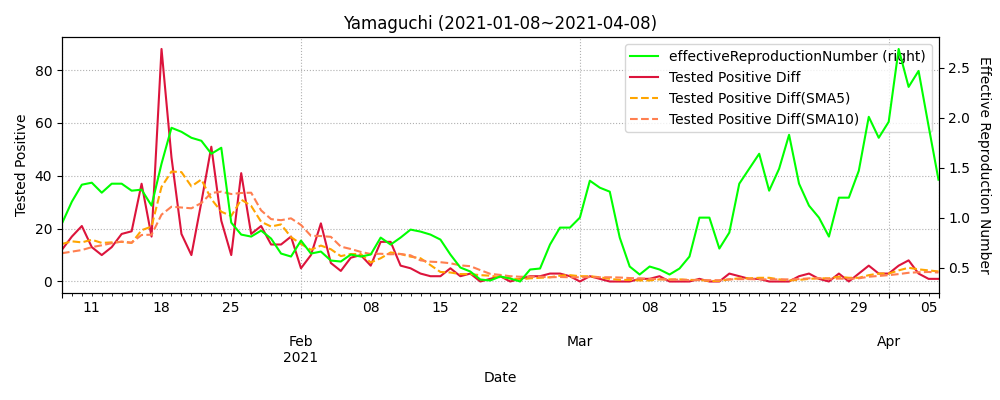 Yamaguchi (2021-01-08~2021-04-08)
effectiveReproductionNumber (right)
Tested Positive Diff
Tested Positive Diff(SMA5)
Tested Positive Diff(SMA10)
Tested Positive
80
60
40
20
0
Effective Reproduction Number
2.5
2.0
1.5
1.0
0.5
11 18 25 08 15 22 08 15 22 29 05
Feb Mar Apr
2021
Date